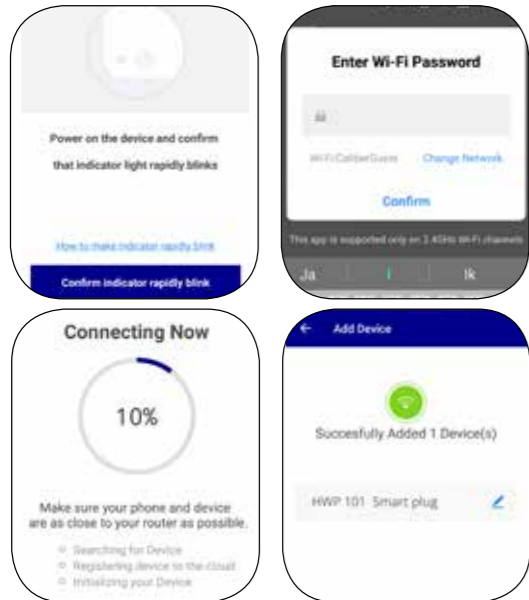 Power on the device and confirm
that indicator light rapidly blinks
How to make indicator rapidly blink
Confirm indicator rapidly blink
Enter Wi-Fi Password
Change Network
Confirm
This app is supported only on 2.4GHz Wi-Fi channels
Ja I Ik
Connecting Now
10%
Make sure your phone and device
are as close to your router as possible.
Searching for Device
Registering device to the cloud
Initializing your Device
Add Device
Succesfully Added 1 Device(s)
HWP 101 Smart plug